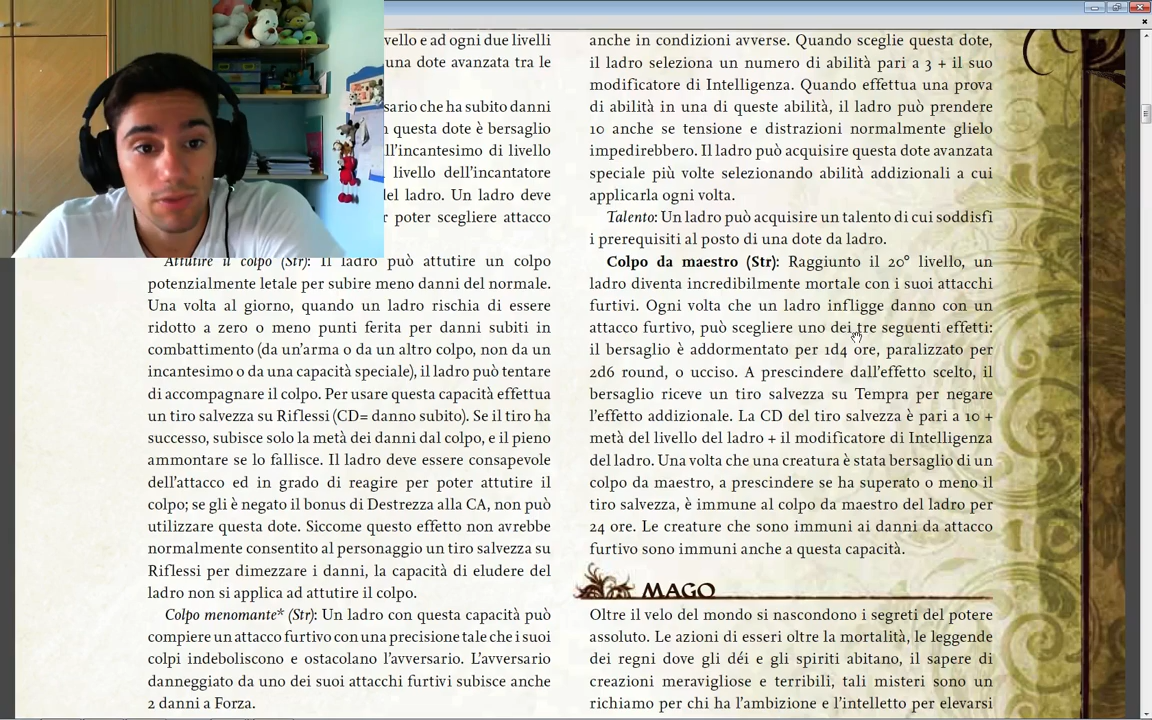 vello e ad ogni due livelli
una dote avanzata tra le
sario che ha subito danni
questa dote è bersaglio
ll'incantesimo di livello
livello dell'incantatore
del ladro. Un ladro deve
r poter scegliere attacco
Attutire il colpo (Str): Il ladro può attutire un colpo
potenzialmente letale per subire meno danni del normale.
Una volta al giorno, quando un ladro rischia di essere
ridotto a zero o meno punti ferita per danni subiti in
combattimento (da un'arma o da un altro colpo, non da un
incantesimo o da una capacità speciale), il ladro può tentare
di accompagnare il colpo. Per usare questa capacità effettua
un tiro salvezza su Riflessi (CD= danno subito). Se il tiro ha
successo, subisce solo la metà dei danni dal colpo, e il pieno
ammontare se lo fallisce. Il ladro deve essere consapevole
dell'attacco ed in grado di reagire per poter attutire il
colpo; se gli è negato il bonus di Destrezza alla CA, non può
utilizzare questa dote. Siccome questo effetto non avrebbe
normalmente consentito al personaggio un tiro salvezza su
Riflessi per dimezzare i danni, la capacità di eludere del
ladro non si applica ad attutire il colpo.
Colpo menomante* (Str): Un ladro con questa capacità può
compiere un attacco furtivo con una precisione tale che i suoi
colpi indeboliscono e ostacolano l'avversario. L'avversario
danneggiato da uno dei suoi attacchi furtivi subisce anche
2 danni a Forza.
anche in condizioni avverse. Quando sceglie questa dote,
il ladro seleziona un numero di abilità pari a 3 + il suo
modificatore di Intelligenza. Quando effettua una prova
di abilità in una di queste abilità, il ladro può prendere
10 anche se tensione e distrazioni normalmente glielo
impedirebbero. Il ladro può acquisire questa dote avanzata
speciale più volte selezionando abilità addizionali a cui
applicarla ogni volta.
Talento: Un ladro può acquisire un talento di cui soddisfi
i prerequisiti al posto di una dote da ladro.
Colpo da maestro (Str): Raggiunto il 20° livello, un
ladro diventa incredibilmente mortale con i suoi attacchi
furtivi. Ogni volta che un ladro infligge danno con un
attacco furtivo, può scegliere uno dei tre seguenti effetti:
il bersaglio è addormentato per 1d4 ore, paralizzato per
2d6 round, o ucciso. A prescindere dall'effetto scelto, il
bersaglio riceve un tiro salvezza su Tempra per negare
l'effetto addizionale. La CD del tiro salvezza è pari a 10 +
metà del livello del ladro + il modificatore di Intelligenza
del ladro. Una volta che una creatura è stata bersaglio di un
colpo da maestro, a prescindere se ha superato o meno il
tiro salvezza, è immune al colpo da maestro del ladro per
24 ore. Le creature che sono immuni ai danni da attacco
furtivo sono immuni anche a questa capacità.
MAGO
Oltre il velo del mondo si nascondono i segreti del potere
assoluto. Le azioni di esseri oltre la mortalità, le leggende
dei regni dove gli déi e gli spiriti abitano, il sapere di
creazioni meravigliose e terribili, tali misteri sono un
richiamo per chi ha l'ambizione e l'intelletto per elevarsi